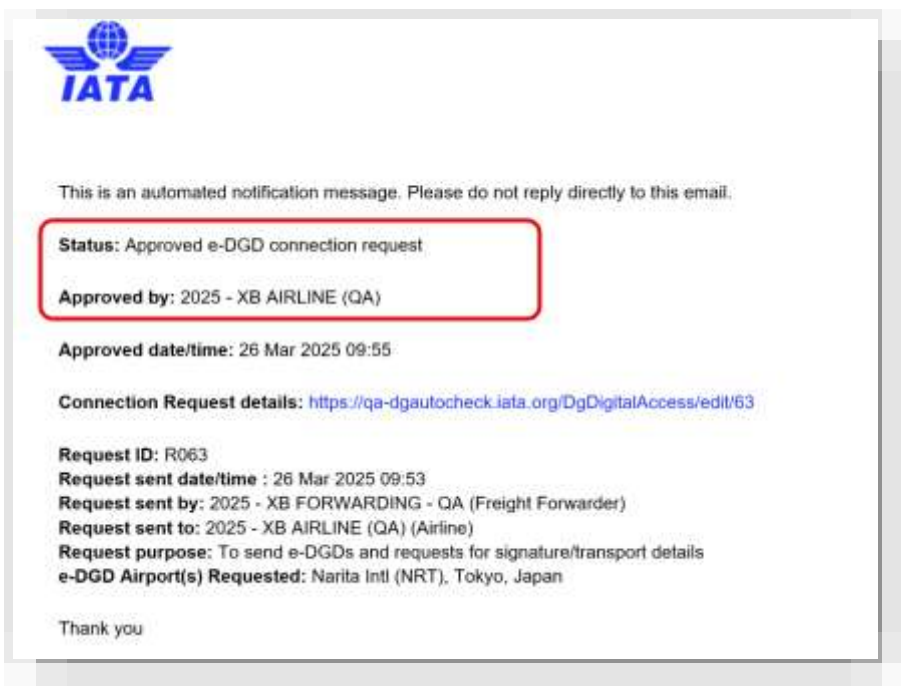 IATA
This is an automated notification message. Please do not reply directly to this email.
Status: Approved e-DGD connection request
Approved by: 2025 - XB AIRLINE (QA)
Approved date/time: 26 Mar 2025 09:55
Connection Request details: https://qa-dgautocheck.iata.org/DgDigitalAccess/edit/63
Request ID: R063
Request sent date/time : 26 Mar 2025 09:53
Request sent by: 2025 - XB FORWARDING - QA (Freight Forwarder)
Request sent to: 2025 - XB AIRLINE (QA) (Airline)
Request purpose: To send e-DGDs and requests for signature/transport details
e-DGD Airport(s) Requested: Narita Intl (NRT), Tokyo, Japan
Thank you